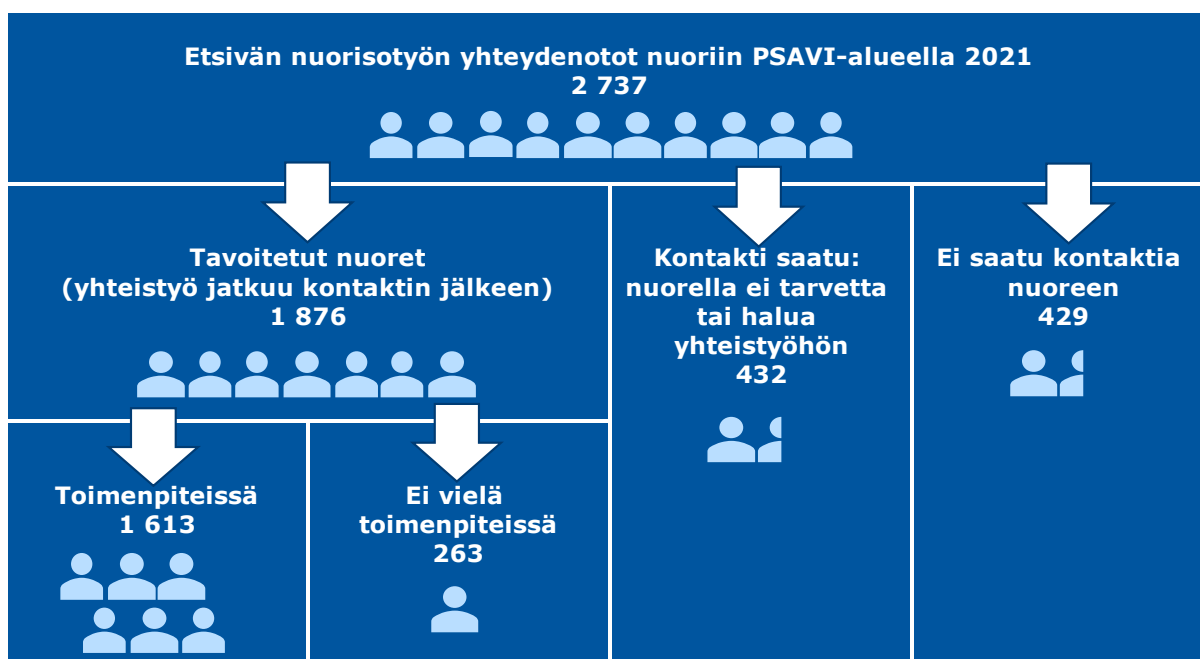 Etsivän nuorisotyön yhteydenotot nuoriin PSAVI-alueella 2021
2 737
Tavoitetut nuoret
(yhteistyö jatkuu kontaktin jälkeen)
1 876
Kontakti saatu:
nuorella ei tarvetta
tai halua
yhteistyöhön
432
Ei saatu kontaktia
nuoreen
429
Toimenpiteissä
1 613
Ei vielä
toimenpiteissä
263